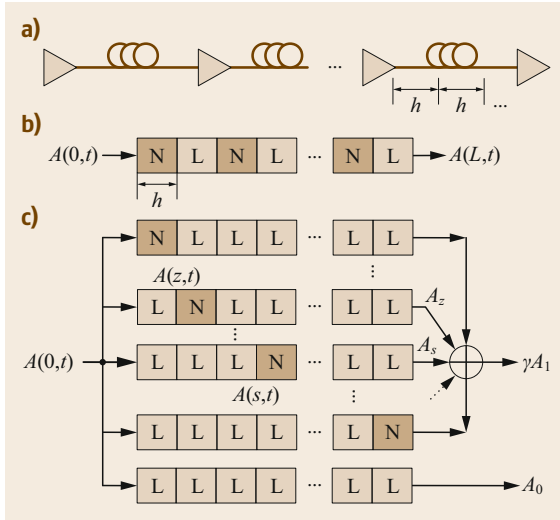 a)
...
h h ...
b)
A(0,t) N L N L ... N L A(L,t)
h
c)
N L L L ... L L
A(z,t) ...
L N L L ... L L A_z
...
A(0,t) L L L N ... L L A_s γA_1
A(s,t) ...
L L L L ... L N
L L L L ... L L A_0